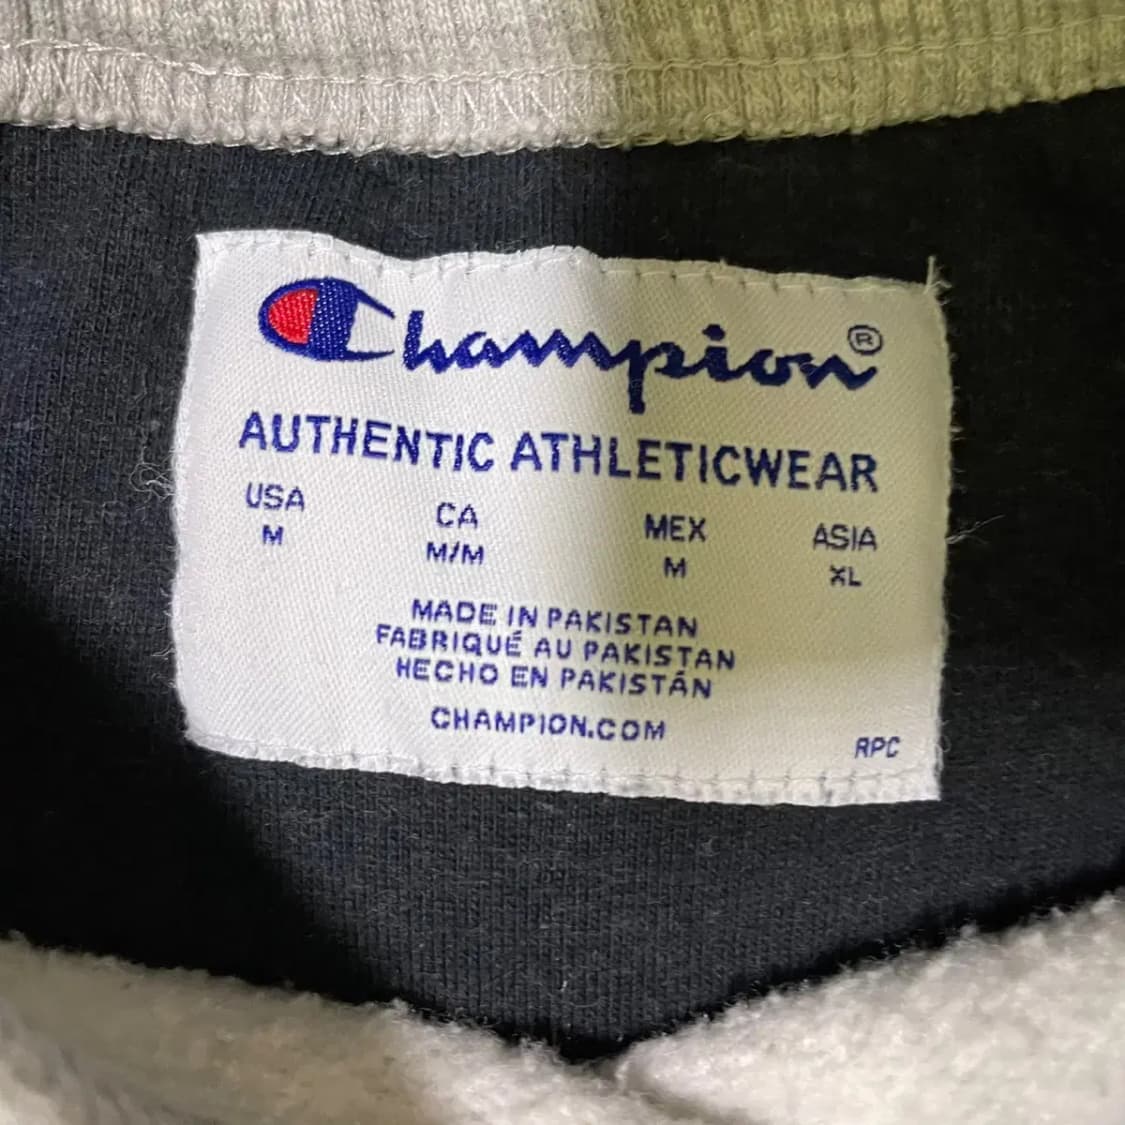 Champion®
AUTHENTIC ATHLETICWEAR
USA CA MEX ASIA
M M/M M XL
MADE IN PAKISTAN
FABRIQUÉ AU PAKISTAN
HECHO EN PAKISTÁN
CHAMPION.COM
RPC